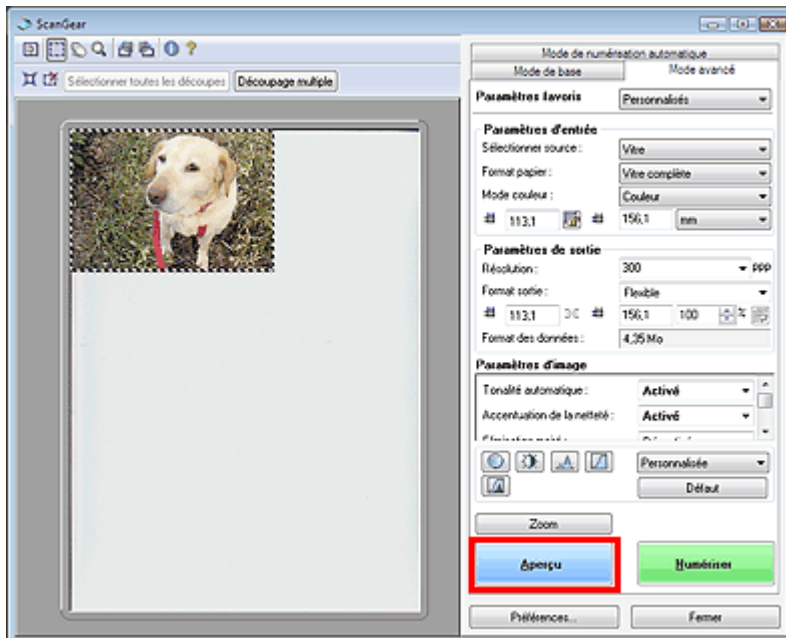 ScanGear
Sélectionner toutes les découpes Découpage multiple
Mode de numérisation automatique
Mode de base Mode avancé
Paramètres favoris Personnalisés
Paramètres d'entrée
Sélectionner source : Vitre
Format papier : Vitre complète
Mode couleur : Couleur
113,1 156,1 mm
Paramètres de sortie
Résolution : 300 ppp
Format sortie : Flexible
113,1 156,1 100 %
Format des données : 4,35 Mo
Paramètres d'image
Tonalité automatique : Activé
Accentuation de la netteté : Activé
Personnalisée
Défaut
Zoom
Aperçu Numériser
Préférences... Fermer